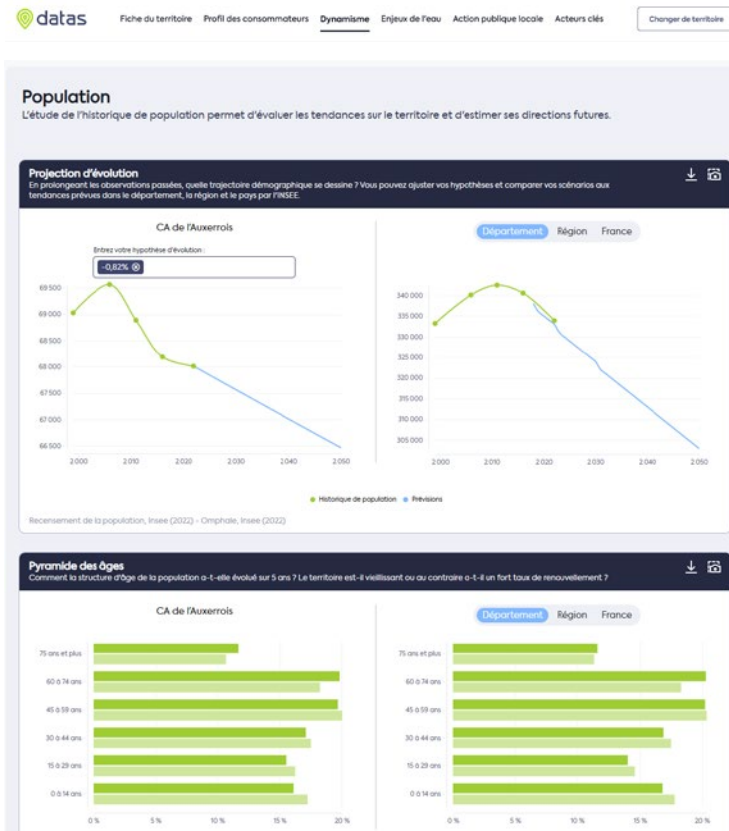 datas
Fiche du territoire Profil des consommateurs Dynamisme Enjeux de l'eau Action publique locale Acteurs clés Changer de territoire
Population
L'étude de l'historique de population permet d'évaluer les tendances sur le territoire et d'estimer ses directions futures.
Projection d'évolution
En prolongeant les observations passées, quelle trajectoire démographique se dessine ? Vous pouvez ajuster vos hypothèses et comparer vos scénarios aux
tendances prévues dans le département, la région et le pays par l'INSEE.
CA de l'Auxerrois
Entrez votre hypothèse d'évolution :
-0,82%
69 500
69 000
68 500
68 000
67 500
67 000
66 500
2 000 2 010 2 020 2 030 2 040 2 050
Département Région France
340 000
335 000
330 000
325 000
320 000
315 000
310 000
305 000
2 000 2 010 2 020 2 030 2 040 2 050
Historique de population Prévisions
Recensement de la population, Insee (2022) - Omphale, Insee (2022)
Pyramide des âges
Comment la structure d'âge de la population a-t-elle évolué sur 5 ans ? Le territoire est-il vieillissant ou au contraire a-t-il un fort taux de renouvellement ?
CA de l'Auxerrois
75 ans et plus
60 à 74 ans
45 à 59 ans
30 à 44 ans
15 à 29 ans
0 à 14 ans
0 % 5 % 10 % 15 % 20 %
Département Région France
75 ans et plus
60 à 74 ans
45 à 59 ans
30 à 44 ans
15 à 29 ans
0 à 14 ans
0 % 5 % 10 % 15 % 20 %